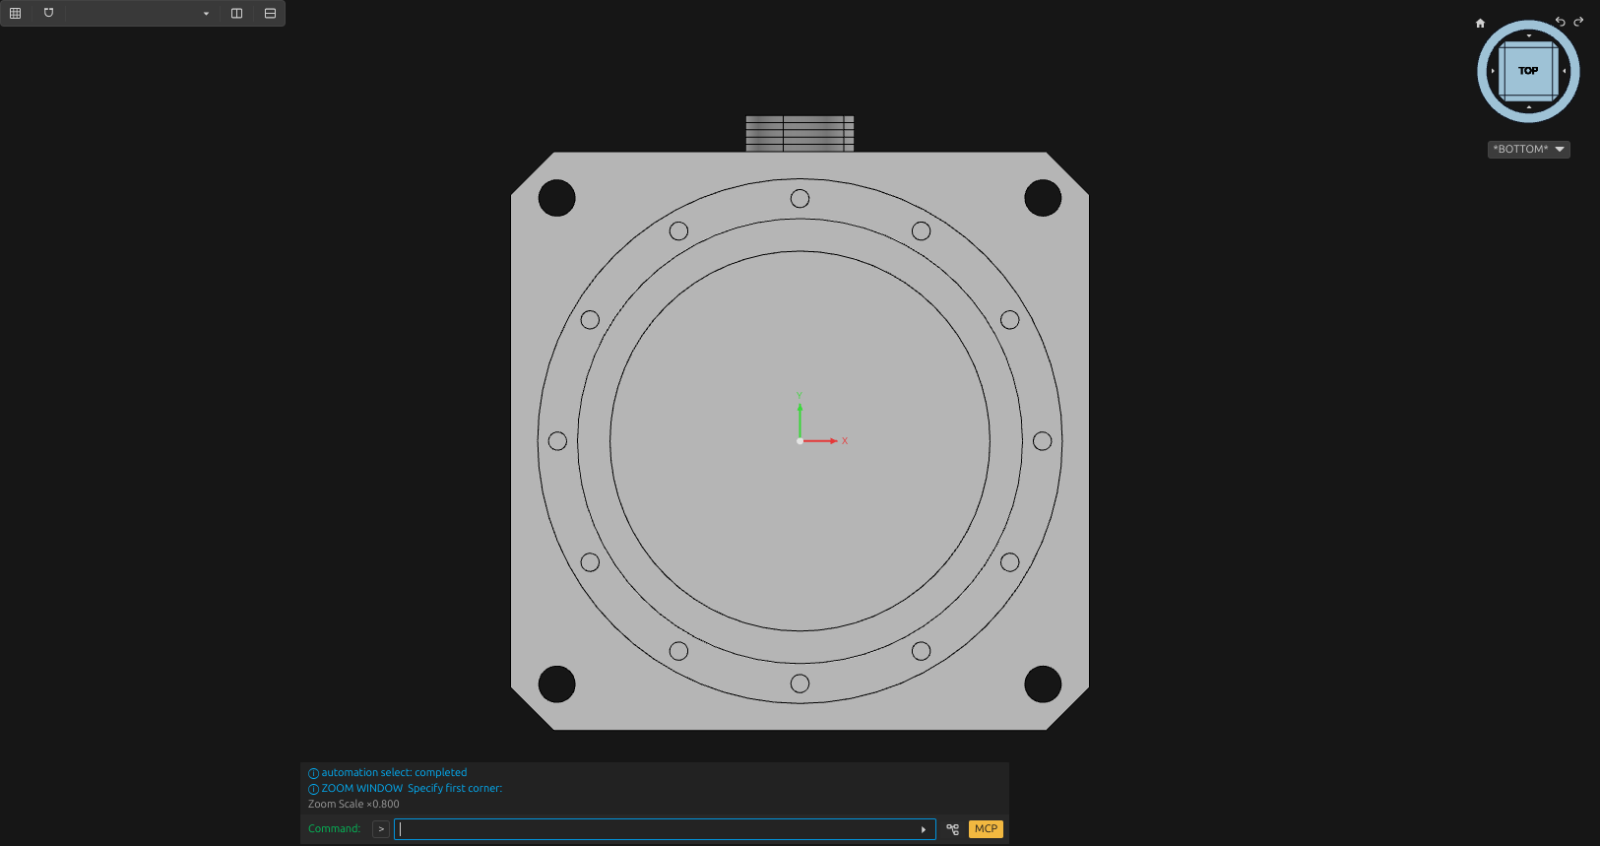 TOP
*BOTTOM*
Y
X
automation select: completed
ZOOM WINDOW  Specify first corner:
Zoom Scale ×0.800
Command: > MCP